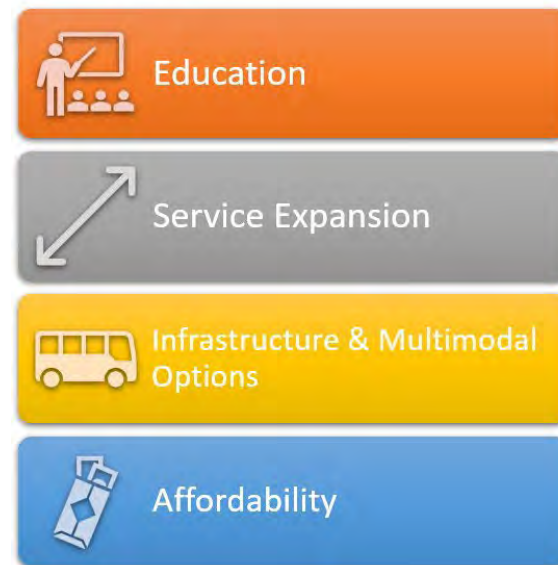 Education
Service Expansion
Infrastructure & Multimodal
Options
Affordability